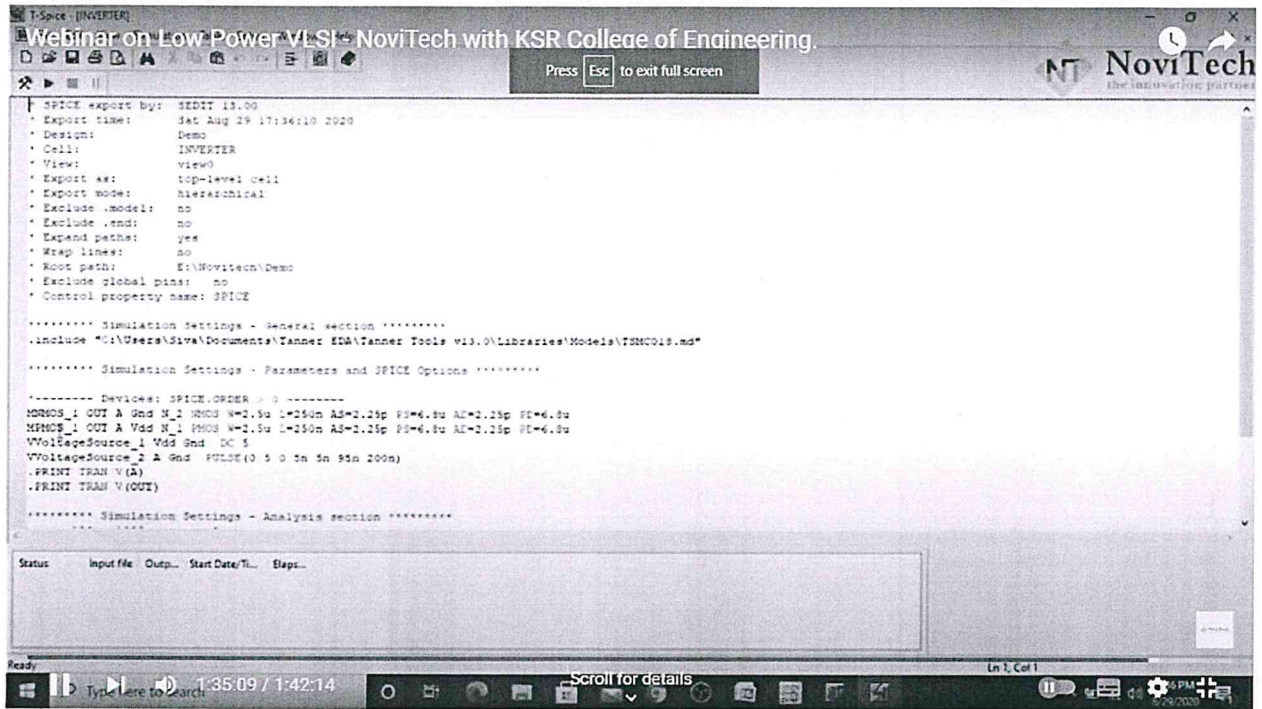 T-Spice - [INVERTER]
Webinar on Low Power VLSI - NoviTech with KSR College of Engineering.
Press Esc to exit full screen
NT NoviTech
the innovation partner
* SPICE export by: SEDIT 13.00
* Export time: Sat Aug 29 17:36:10 2020
* Design: Demo
* Cell: INVERTER
* View: view0
* Export as: top-level cell
* Export mode: hierarchical
* Exclude .model: no
* Exclude .end: no
* Expand paths: yes
* Wrap lines: no
* Root path: E:\Novitech\Demo
* Exclude global pins: no
* Control property name: SPICE
********* Simulation Settings - General section *********
.include "C:\Users\Siva\Documents\Tanner EDA\Tanner Tools v13.0\Libraries\Models\TSMC018.md"
********* Simulation Settings - Parameters and SPICE Options *********
*-------- Devices: SPICE.ORDER > 0 --------
MNMOS_1 OUT A Gnd N_2 NMOS W=2.5u L=250n AS=2.25p PS=6.8u AD=2.25p PD=6.8u
MPMOS_1 OUT A Vdd N_1 PMOS W=2.5u L=250n AS=2.25p PS=6.8u AD=2.25p PD=6.8u
VVoltageSource_1 Vdd Gnd DC 5
VVoltageSource_2 A Gnd PULSE(0 5 0 5n 5n 95n 200n)
.PRINT TRAN V(A)
.PRINT TRAN V(OUT)
********* Simulation Settings - Analysis section *********
Status Input file Outp... Start Date/Ti... Elaps...
Ready
Ln 1, Col 1
Type here to search
1:35:09 / 1:42:14
Scroll for details
PM
8/29/2020